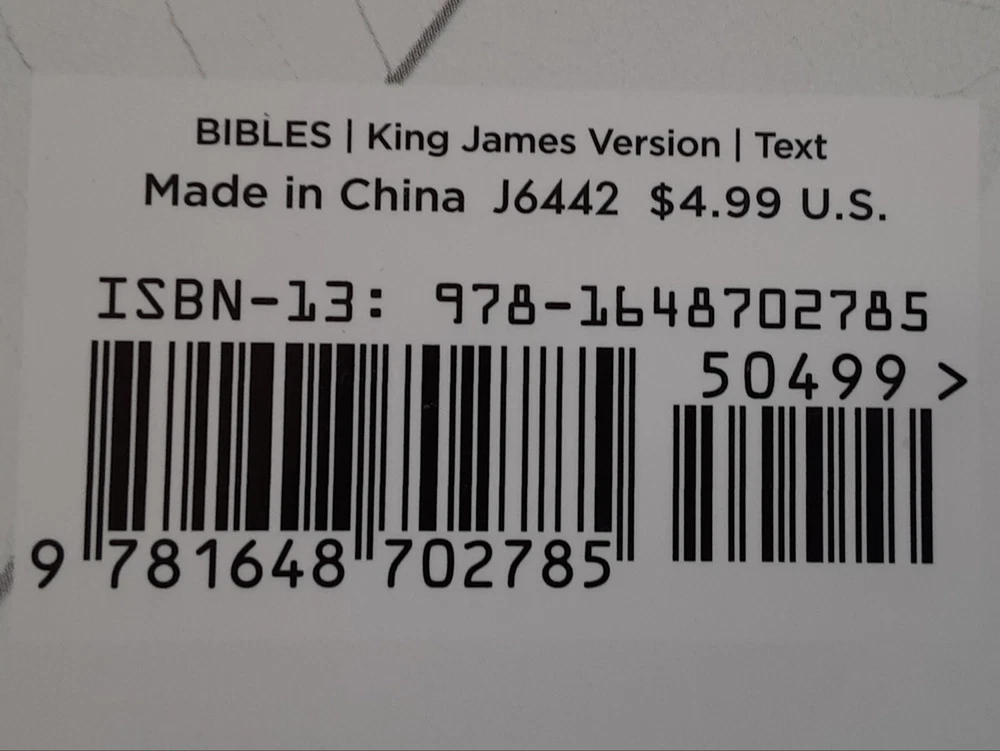 BIBLES | King James Version | Text
Made in China J6442 $4.99 U.S.
ISBN-13: 978-1648702785
50499 >
9 781648 702785